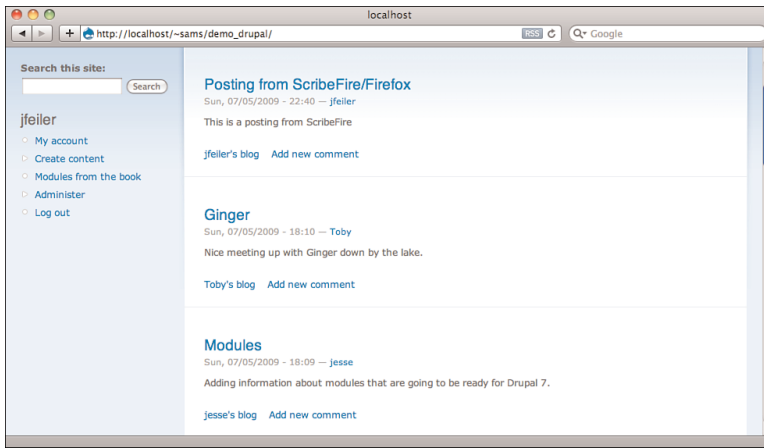 localhost
http://localhost/~sams/demo_drupal/
RSS
Google
Search this site:
Search
jfeiler
My account
Create content
Modules from the book
Administer
Log out
Posting from ScribeFire/Firefox
Sun, 07/05/2009 - 22:40 — jfeiler
This is a posting from ScribeFire
jfeiler's blog Add new comment
Ginger
Sun, 07/05/2009 - 18:10 — Toby
Nice meeting up with Ginger down by the lake.
Toby's blog Add new comment
Modules
Sun, 07/05/2009 - 18:09 — jesse
Adding information about modules that are going to be ready for Drupal 7.
jesse's blog Add new comment